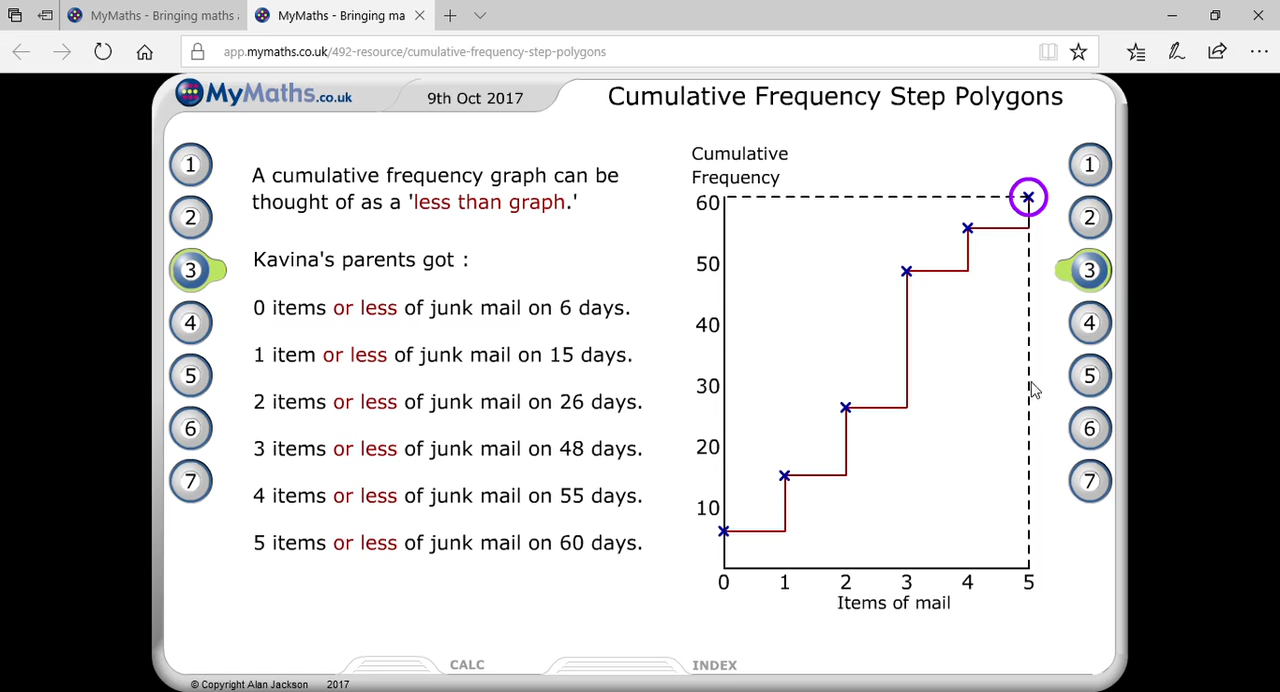 MyMaths - Bringing maths
MyMaths - Bringing ma
app.mymaths.co.uk/492-resource/cumulative-frequency-step-polygons
MyMaths.co.uk
9th Oct 2017
Cumulative Frequency Step Polygons
1
2
3
4
5
6
7
A cumulative frequency graph can be
thought of as a 'less than graph.'
Kavina's parents got :
0 items or less of junk mail on 6 days.
1 item or less of junk mail on 15 days.
2 items or less of junk mail on 26 days.
3 items or less of junk mail on 48 days.
4 items or less of junk mail on 55 days.
5 items or less of junk mail on 60 days.
Cumulative
Frequency
60
50
40
30
20
10
0 1 2 3 4 5
Items of mail
1
2
3
4
5
6
7
CALC
INDEX
© Copyright Alan Jackson 2017